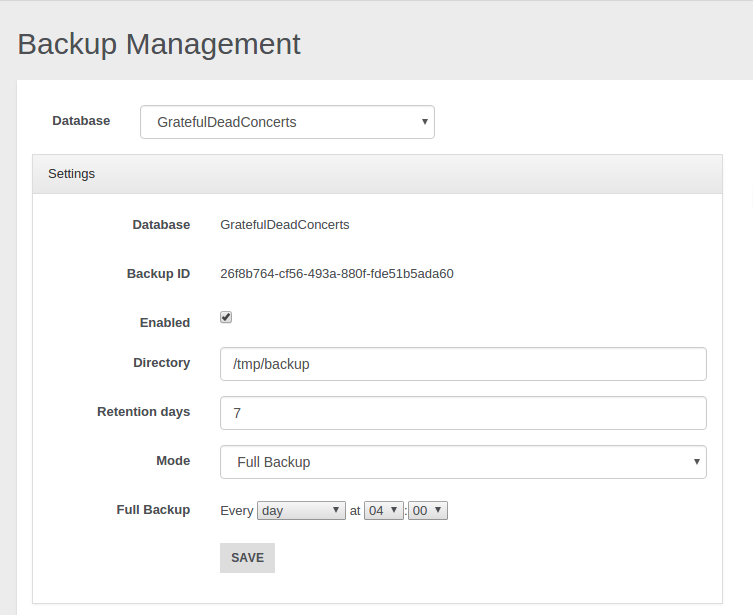 Backup Management
Database GratefulDeadConcerts
Settings
Database GratefulDeadConcerts
Backup ID 26f8b764-cf56-493a-880f-fde51b5ada60
Enabled
Directory /tmp/backup
Retention days 7
Mode Full Backup
Full Backup Every day at 04:00
SAVE